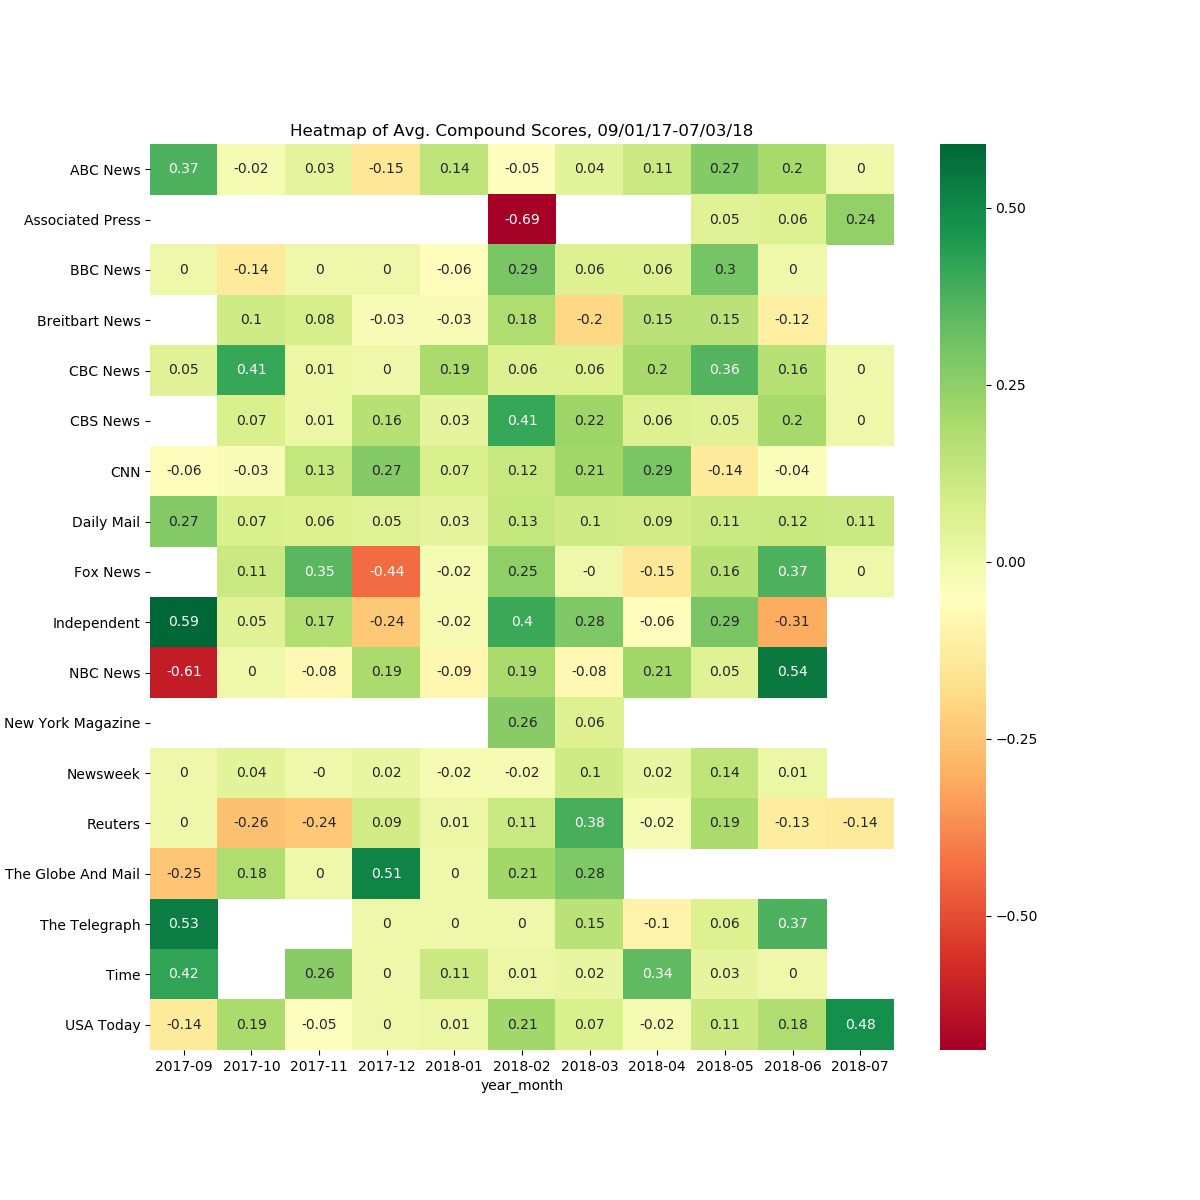 Heatmap of Avg. Compound Scores, 09/01/17-07/03/18
ABC News 0.37 -0.02 0.03 -0.15 0.14 -0.05 0.04 0.11 0.27 0.2 0
Associated Press -0.69 0.05 0.06 0.24
0.50
BBC News 0 -0.14 0 0 -0.06 0.29 0.06 0.06 0.3 0
Breitbart News 0.1 0.08 -0.03 -0.03 0.18 -0.2 0.15 0.15 -0.12
CBC News 0.05 0.41 0.01 0 0.19 0.06 0.06 0.2 0.36 0.16 0
0.25
CBS News 0.07 0.01 0.16 0.03 0.41 0.22 0.06 0.05 0.2 0
CNN -0.06 -0.03 0.13 0.27 0.07 0.12 0.21 0.29 -0.14 -0.04
Daily Mail 0.27 0.07 0.06 0.05 0.03 0.13 0.1 0.09 0.11 0.12 0.11
0.00
Fox News 0.11 0.35 -0.44 -0.02 0.25 -0 -0.15 0.16 0.37 0
Independent 0.59 0.05 0.17 -0.24 -0.02 0.4 0.28 -0.06 0.29 -0.31
NBC News -0.61 0 -0.08 0.19 -0.09 0.19 -0.08 0.21 0.05 0.54
New York Magazine 0.26 0.06
−0.25
Newsweek 0 0.04 -0 0.02 -0.02 -0.02 0.1 0.02 0.14 0.01
Reuters 0 -0.26 -0.24 0.09 0.01 0.11 0.38 -0.02 0.19 -0.13 -0.14
The Globe And Mail -0.25 0.18 0 0.51 0 0.21 0.28
−0.50
The Telegraph 0.53 0 0 0 0.15 -0.1 0.06 0.37
Time 0.42 0.26 0 0.11 0.01 0.02 0.34 0.03 0
USA Today -0.14 0.19 -0.05 0 0.01 0.21 0.07 -0.02 0.11 0.18 0.48
2017-09 2017-10 2017-11 2017-12 2018-01 2018-02 2018-03 2018-04 2018-05 2018-06 2018-07
year_month